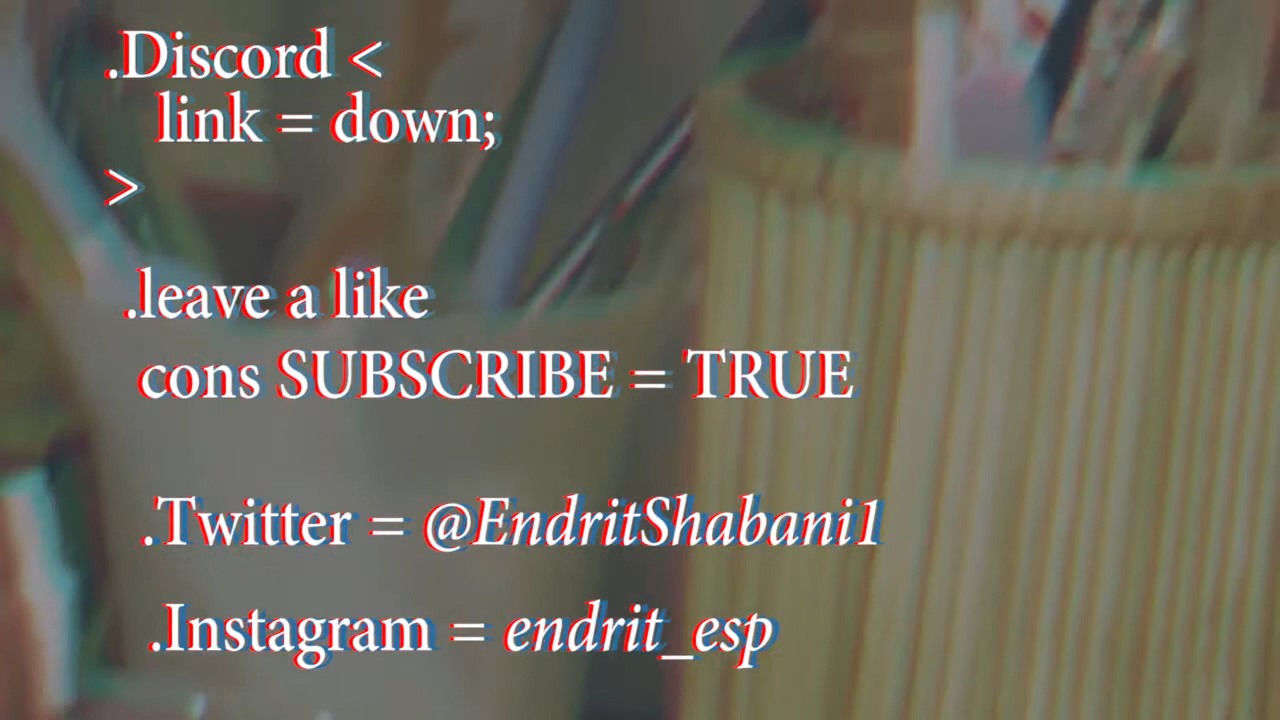 .Discord <
link = down;
>
.leave a like
cons SUBSCRIBE = TRUE
.Twitter = @EndritShabani1
.Instagram = endrit_esp